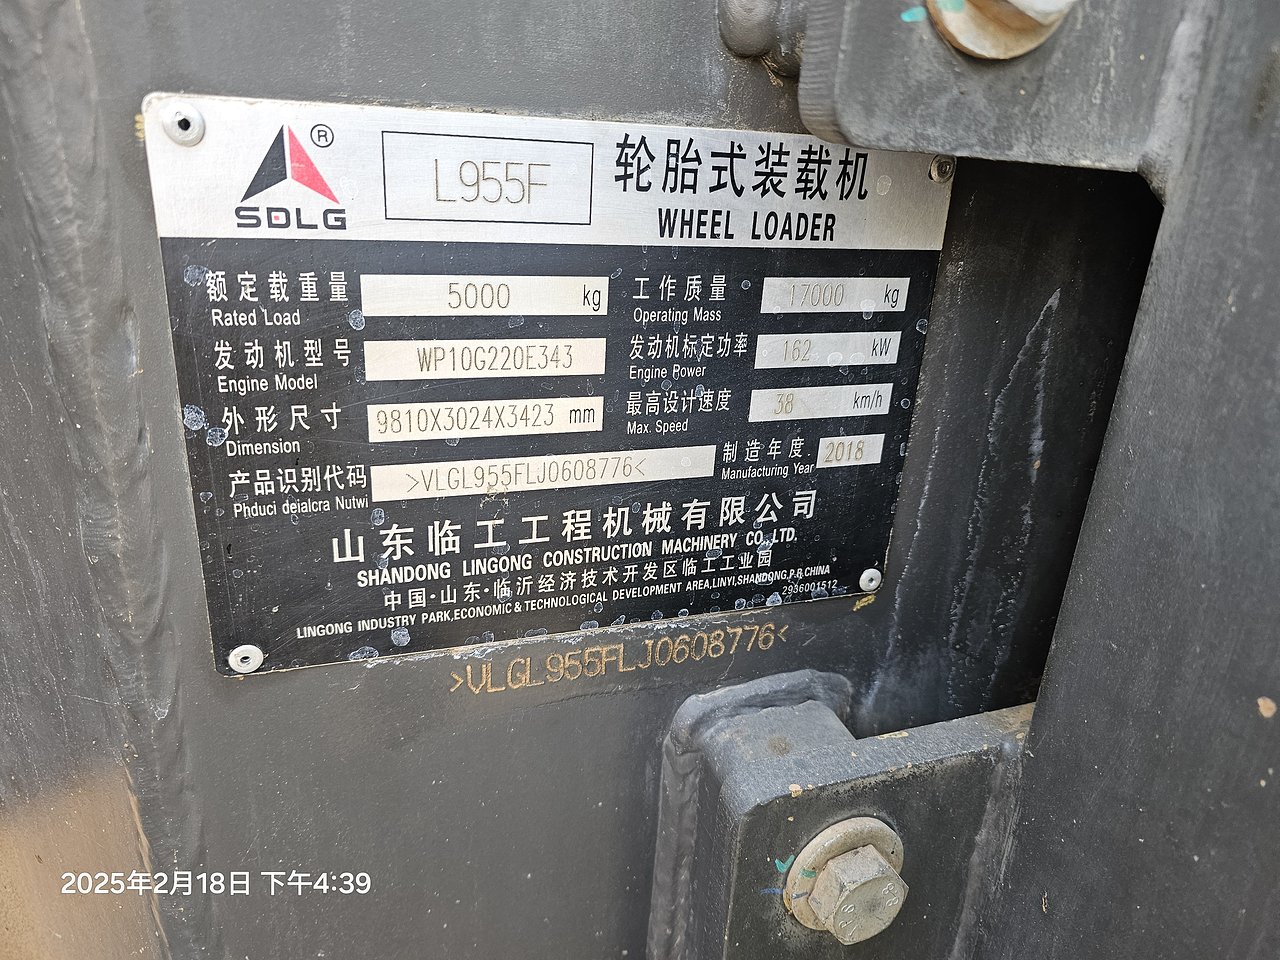 ®
SDLG
L955F
轮胎式装载机
WHEEL LOADER
额定载重量 5000 kg
Rated Load
工作质量 17000 kg
Operating Mass
发动机型号 WP10G220E343
Engine Model
发动机标定功率 162 kW
Engine Power
外形尺寸 9810X3024X3423 mm
Dimension
最高设计速度 38 km/h
Max. Speed
产品识别代码 >VLGL955FLJ0608776<
Phduci deialcra Nutwi
制造年度 2018
Manufacturing Year
山东临工工程机械有限公司
SHANDONG LINGONG CONSTRUCTION MACHINERY CO.,LTD.
中国·山东·临沂经济技术开发区临工工业园
LINGONG INDUSTRY PARK,ECONOMIC & TECHNOLOGICAL DEVELOPMENT AREA,LINYI,SHANDONG,P.R.CHINA
2936001512
>VLGL955FLJ0608776<
2025年2月18日 下午4:39